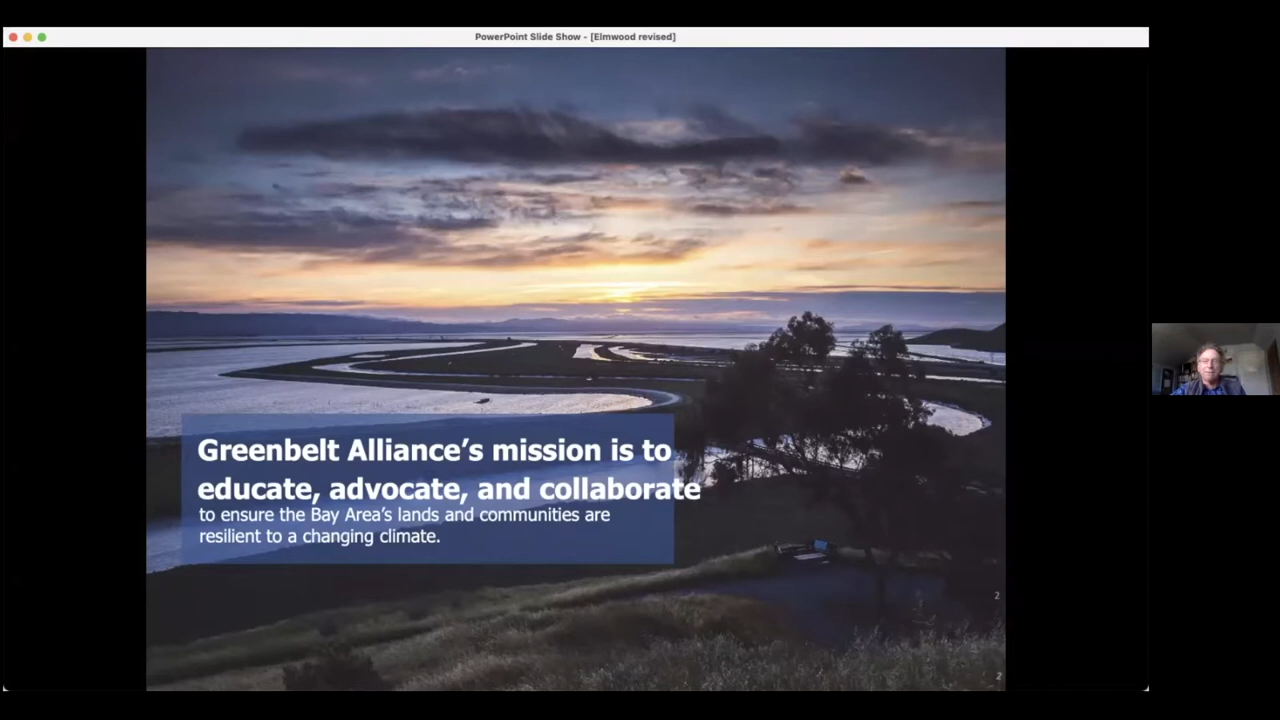 PowerPoint Slide Show - [Elmwood revised]
Greenbelt Alliance's mission is to
educate, advocate, and collaborate
to ensure the Bay Area's lands and communities are
resilient to a changing climate.
2
2